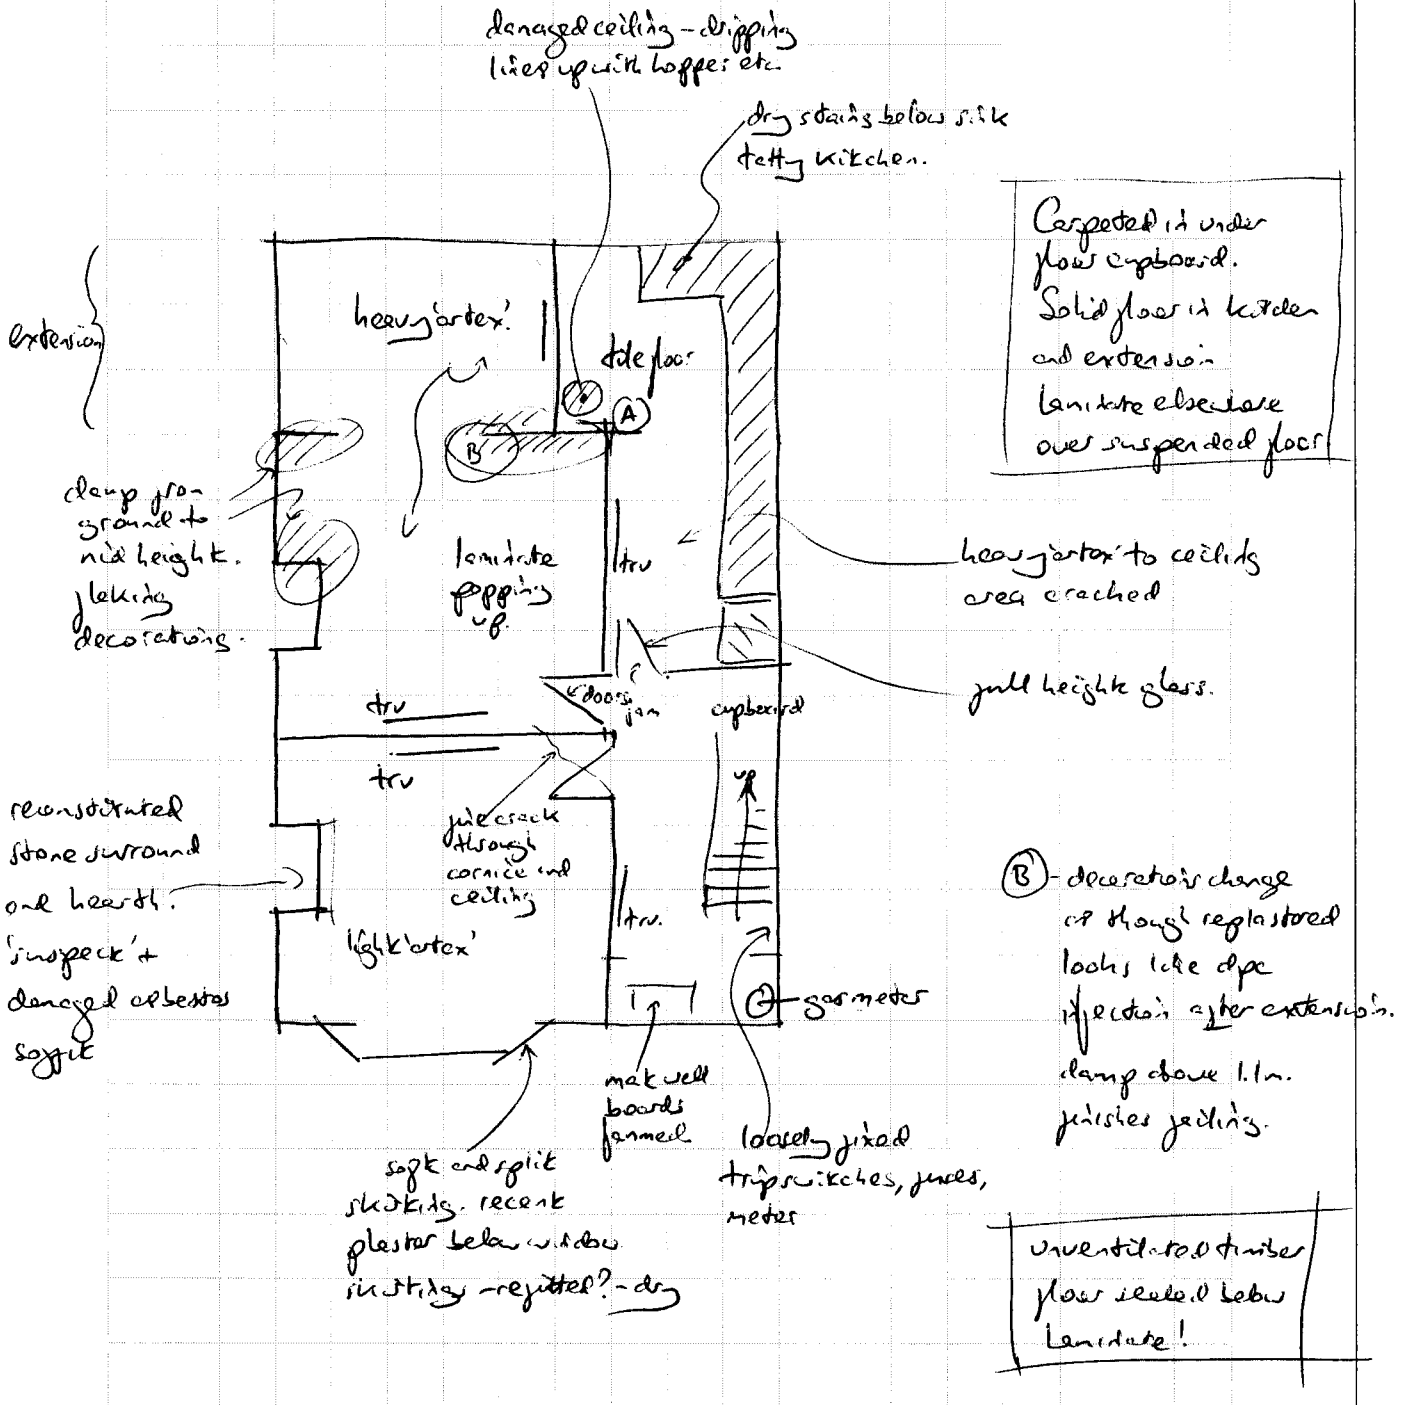 damaged ceiling - dripping
lines up with hopper etc.
dry stains below sink
tatty kitchen.
Carpeted in under
floor cupboard.
Solid floor in kitchen
and extension
laminate elsewhere
over suspended floor
extension
heavy 'artex'.
tile floor
A
B
damp from
ground to
mid height.
flaking
decorations.
laminate
popping
up.
trv
heavy 'artex' to ceiling
area cracked
full height glass.
doors
jam
cupboard
trv
trv
up
reconstituted
stone surround
and hearth.
'suspect' +
damaged asbestos
soffit
fine crack
through
cornice and
ceiling
trv.
light 'artex'
gas meter
B - decorations change
as though replastered
looks like dpc
injection after extension.
damp above 1.1m.
finishes failing.
mat well
boards
formed
loosely fixed
trip switches, fuses,
meter
soft and split
skirting. recent
plaster below window
skirtings - refitted? - dry
unventilated timber
floor sealed below
laminate!